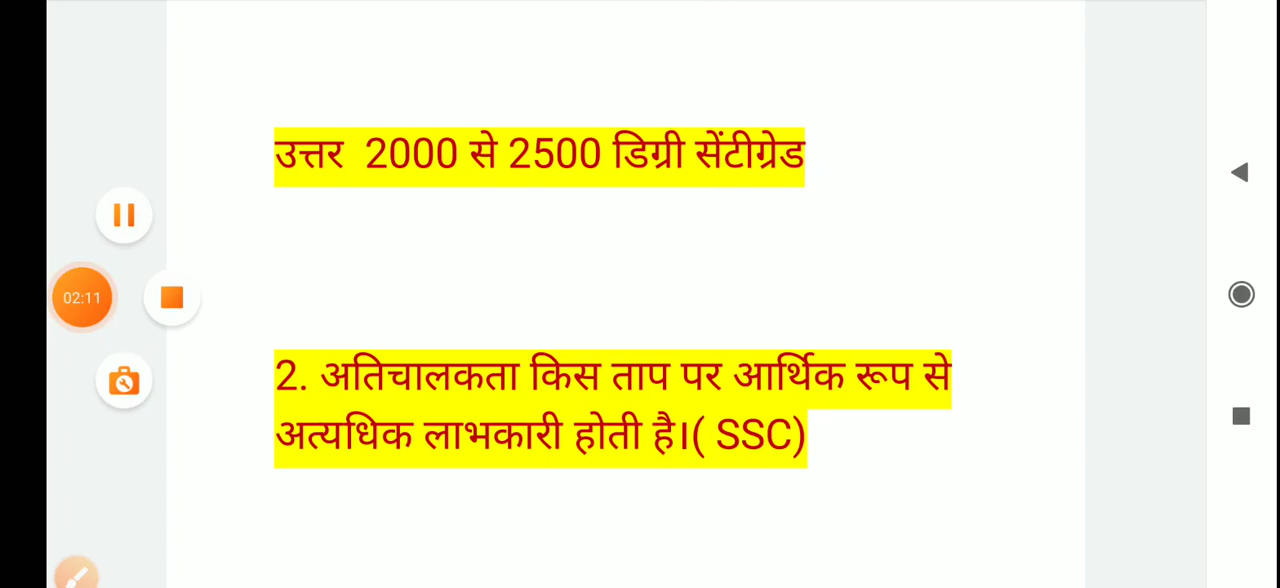 उत्तर 2000 से 2500 डिग्री सेंटीग्रेड
02:11
2. अतिचालकता किस ताप पर आर्थिक रूप से
अत्यधिक लाभकारी होती है।( SSC)